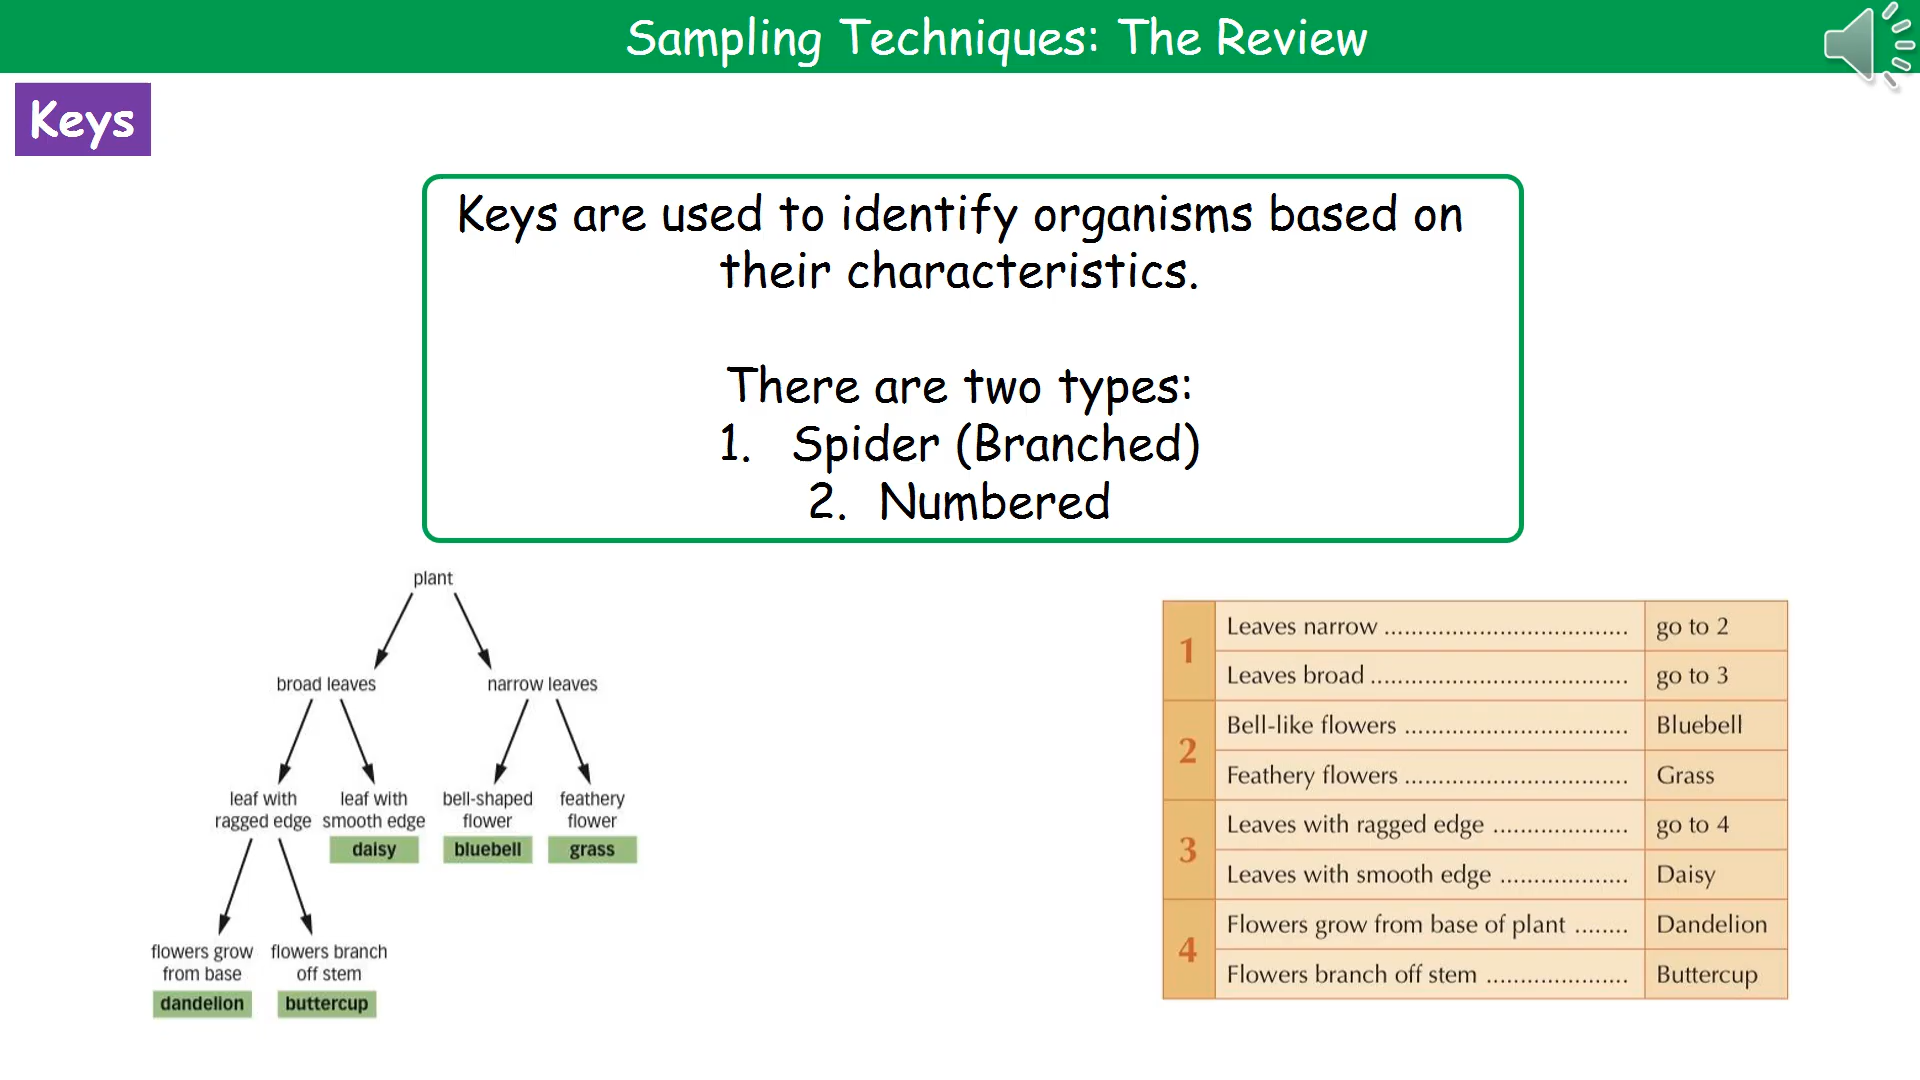 Sampling Techniques: The Review
Keys
Keys are used to identify organisms based on
their characteristics.
There are two types:
1. Spider (Branched)
2. Numbered
plant
broad leaves
narrow leaves
leaf with
ragged edge
leaf with
smooth edge
daisy
bell-shaped
flower
bluebell
feathery
flower
grass
flowers grow
from base
dandelion
flowers branch
off stem
buttercup
1
Leaves narrow .................................... go to 2
Leaves broad ...................................... go to 3
2
Bell-like flowers ................................. Bluebell
Feathery flowers ................................. Grass
3
Leaves with ragged edge .................... go to 4
Leaves with smooth edge ................... Daisy
4
Flowers grow from base of plant ........ Dandelion
Flowers branch off stem ..................... Buttercup